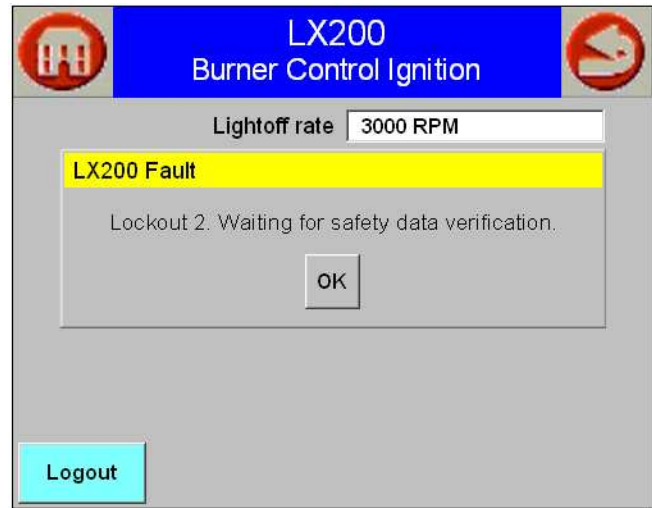 LX200
Burner Control Ignition
Lightoff rate 3000 RPM
LX200 Fault
Lockout 2. Waiting for safety data verification.
OK
Logout